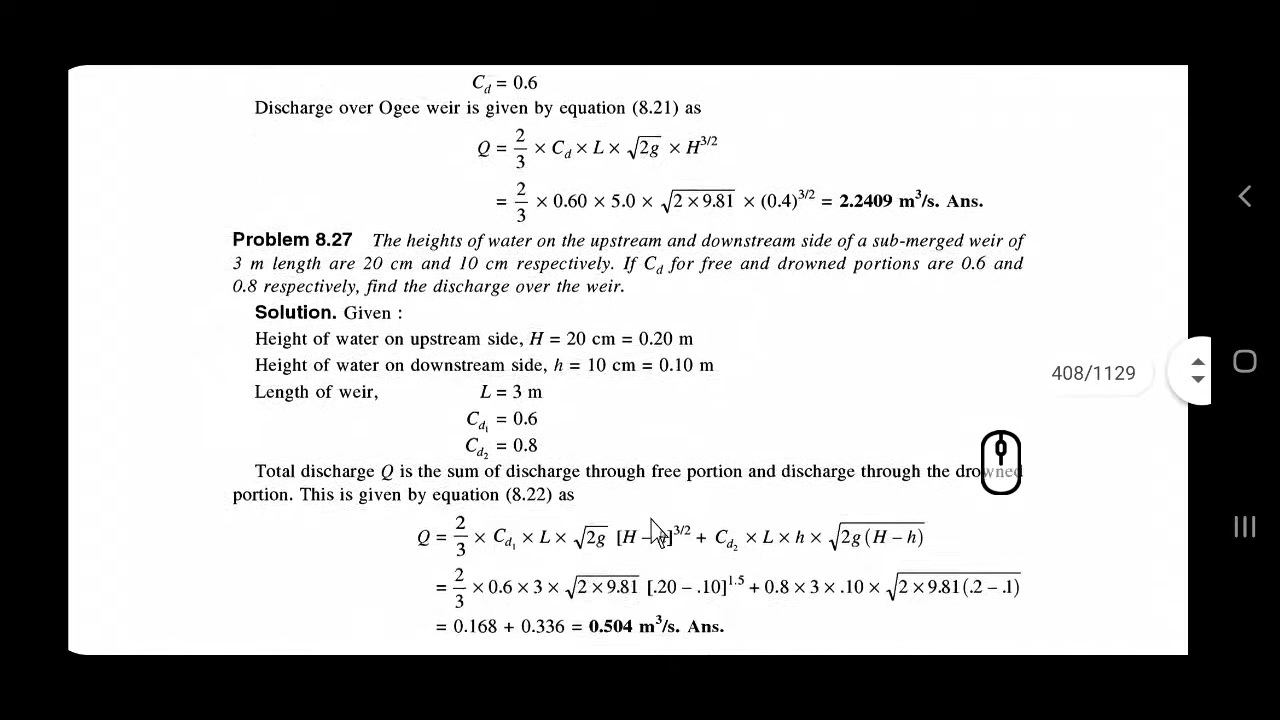 C_d = 0.6
Discharge over Ogee weir is given by equation (8.21) as
Q = 2/3 × C_d × L × √(2g) × H^{3/2}
= 2/3 × 0.60 × 5.0 × √(2 × 9.81) × (0.4)^{3/2} = 2.2409 m³/s. Ans.
Problem 8.27 The heights of water on the upstream and downstream side of a sub-merged weir of
3 m length are 20 cm and 10 cm respectively. If C_d for free and drowned portions are 0.6 and
0.8 respectively, find the discharge over the weir.
Solution. Given :
Height of water on upstream side, H = 20 cm = 0.20 m
Height of water on downstream side, h = 10 cm = 0.10 m
408/1129
Length of weir, L = 3 m
C_{d_1} = 0.6
C_{d_2} = 0.8
Total discharge Q is the sum of discharge through free portion and discharge through the drowned
portion. This is given by equation (8.22) as
Q = 2/3 × C_{d_1} × L × √(2g) [H – ]^{3/2} + C_{d_2} × L × h × √(2g (H – h))
= 2/3 × 0.6 × 3 × √(2 × 9.81) [.20 – .10]^{1.5} + 0.8 × 3 × .10 × √(2 × 9.81 (.2 – .1))
= 0.168 + 0.336 = 0.504 m³/s. Ans.